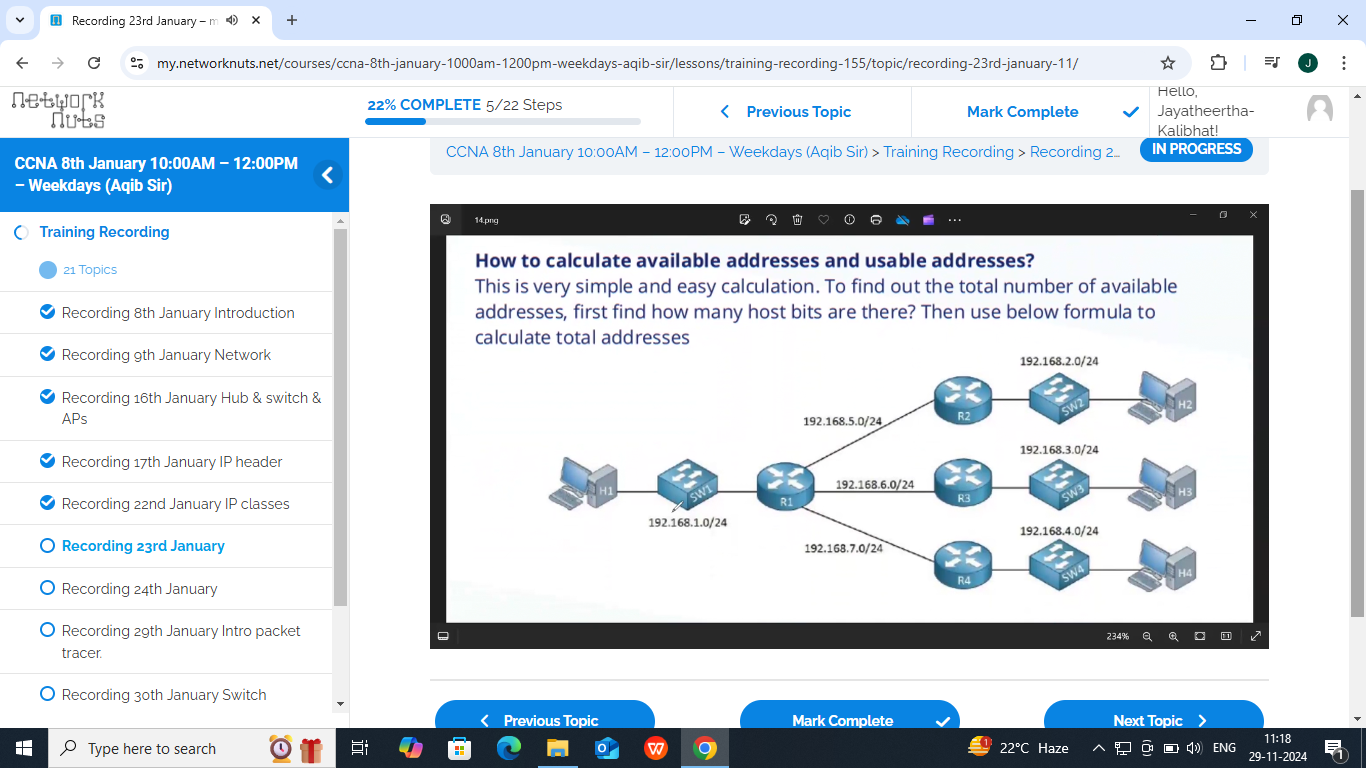 Recording 23rd January – m
my.networknuts.net/courses/ccna-8th-january-1000am-1200pm-weekdays-aqib-sir/lessons/training-recording-155/topic/recording-23rd-january-11/
J
NETWORK
NUTS
22% COMPLETE 5/22 Steps
Previous Topic
Mark Complete
Hello,
Jayatheertha-
Kalibhat!
CCNA 8th January 10:00AM – 12:00PM
– Weekdays (Aqib Sir)
Training Recording
21 Topics
Recording 8th January Introduction
Recording 9th January Network
Recording 16th January Hub & switch &
APs
Recording 17th January IP header
Recording 22nd January IP classes
Recording 23rd January
Recording 24th January
Recording 29th January Intro packet
tracer.
Recording 30th January Switch
CCNA 8th January 10:00AM – 12:00PM – Weekdays (Aqib Sir) > Training Recording > Recording 2...
IN PROGRESS
14.png
How to calculate available addresses and usable addresses?
This is very simple and easy calculation. To find out the total number of available
addresses, first find how many host bits are there? Then use below formula to
calculate total addresses
192.168.2.0/24
R2
SW2
H2
192.168.5.0/24
192.168.3.0/24
H1
SW1
R1
192.168.6.0/24
R3
SW3
H3
192.168.1.0/24
192.168.4.0/24
192.168.7.0/24
R4
SW4
H4
234%
1:1
Previous Topic
Mark Complete
Next Topic
Type here to search
W
1
22°C Haze
ENG
11:18
29-11-2024
1